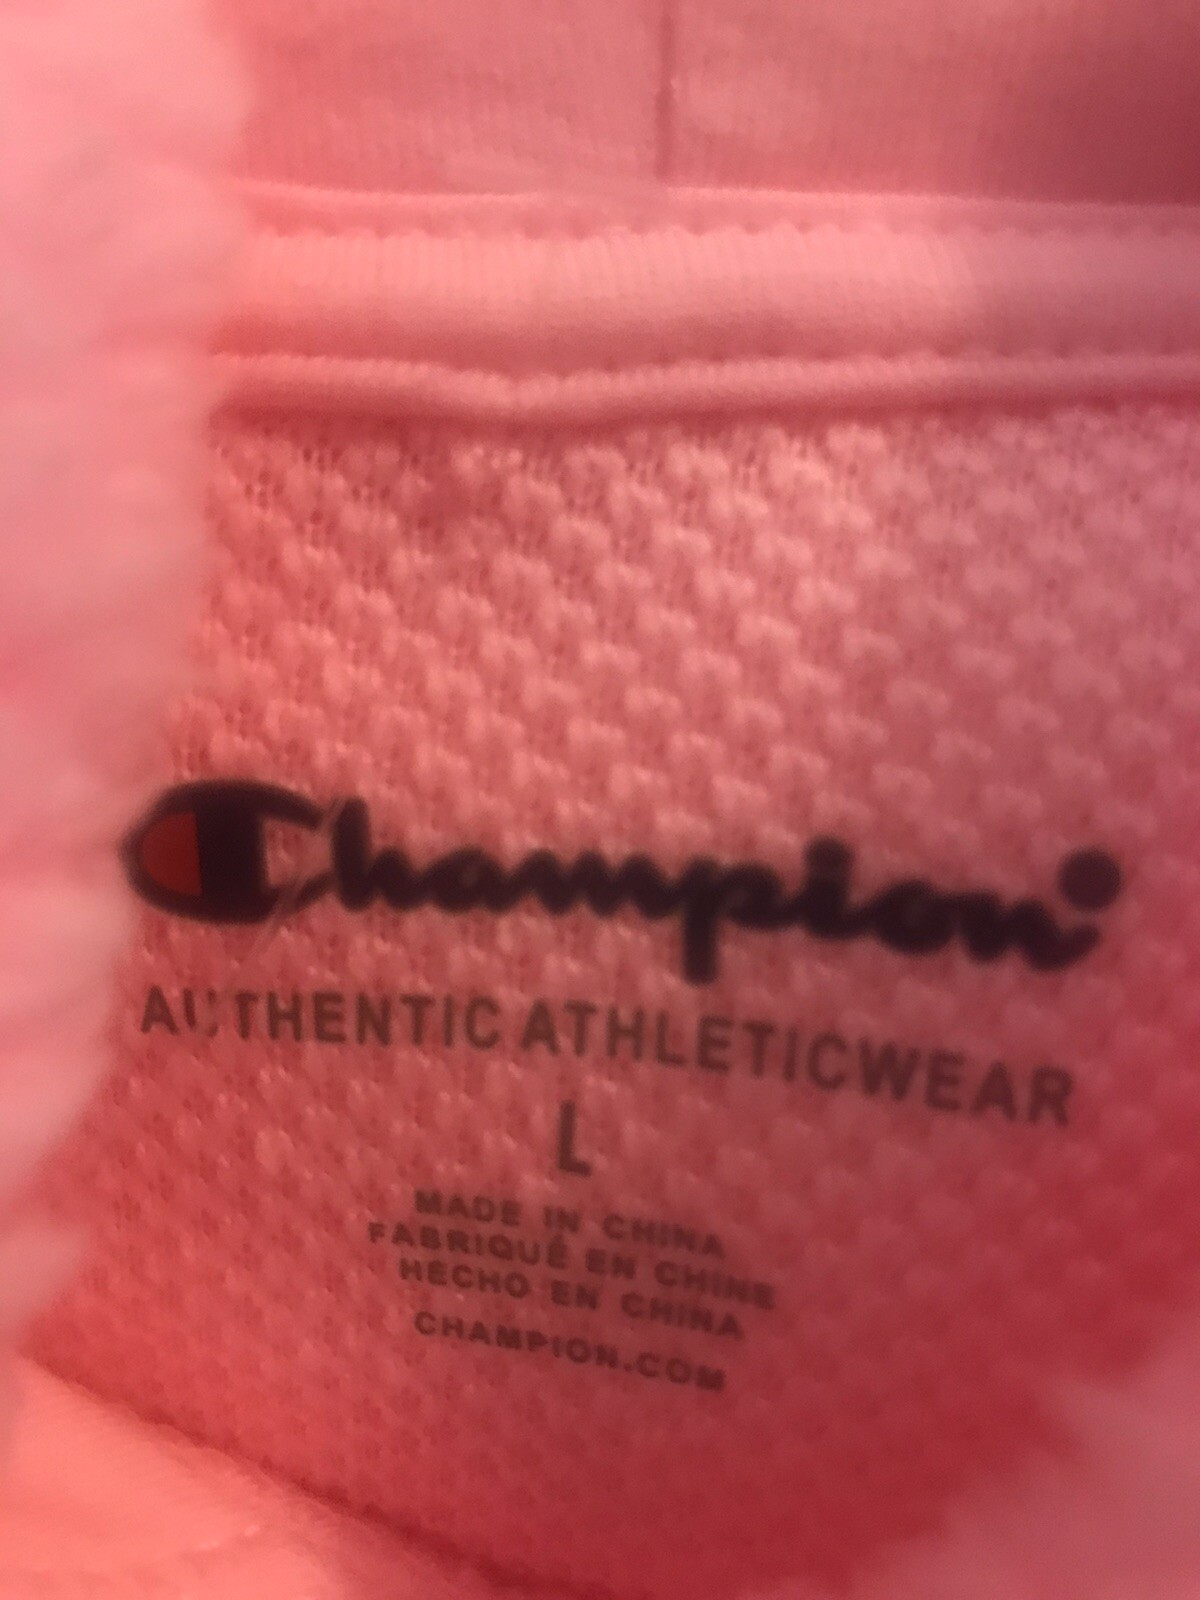 Champion
AUTHENTIC ATHLETICWEAR
L
MADE IN CHINA
FABRIQUÉ EN CHINE
HECHO EN CHINA
CHAMPION.COM